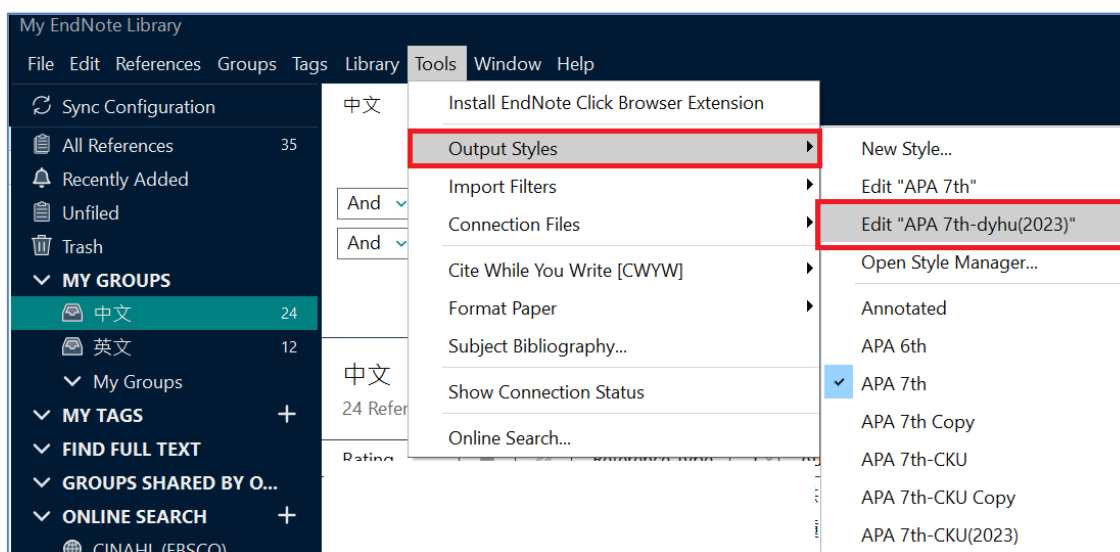 My EndNote Library
File Edit References Groups Tags Library Tools Window Help
Sync Configuration
All References 35
Recently Added
Unfiled
Trash
MY GROUPS
中文 24
英文 12
My Groups
MY TAGS +
FIND FULL TEXT
GROUPS SHARED BY O...
ONLINE SEARCH +
CINAHL (EBSCO)
中文
And
And
中文
24 Refer
Rating
Reference Type
Install EndNote Click Browser Extension
Output Styles
Import Filters
Connection Files
Cite While You Write [CWYW]
Format Paper
Subject Bibliography...
Show Connection Status
Online Search...
New Style...
Edit "APA 7th"
Edit "APA 7th-dyhu(2023)"
Open Style Manager...
Annotated
APA 6th
APA 7th
APA 7th Copy
APA 7th-CKU
APA 7th-CKU Copy
APA 7th-CKU(2023)